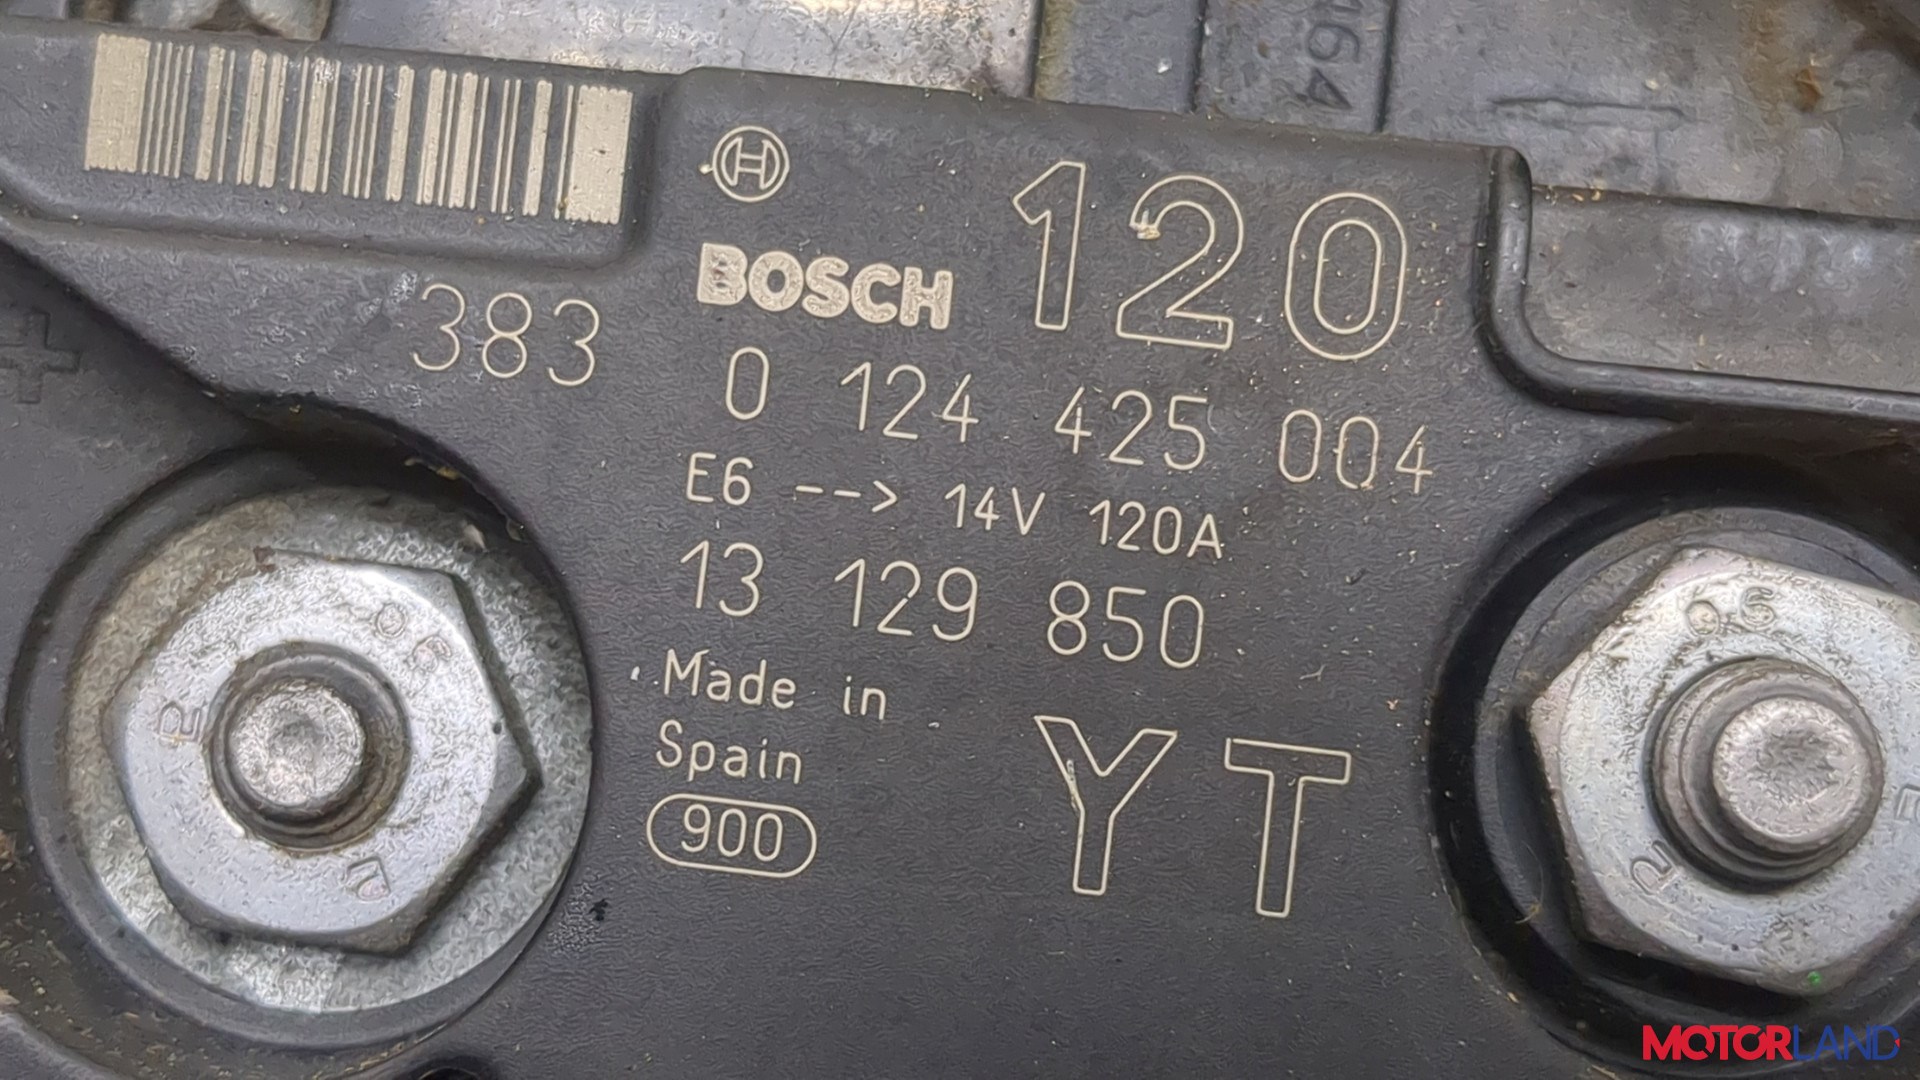 464
BOSCH 120
383
0 124 425 004
E6 --> 14V 120A
13 129 850
Made in
Spain
900
YT
MOTORLAND